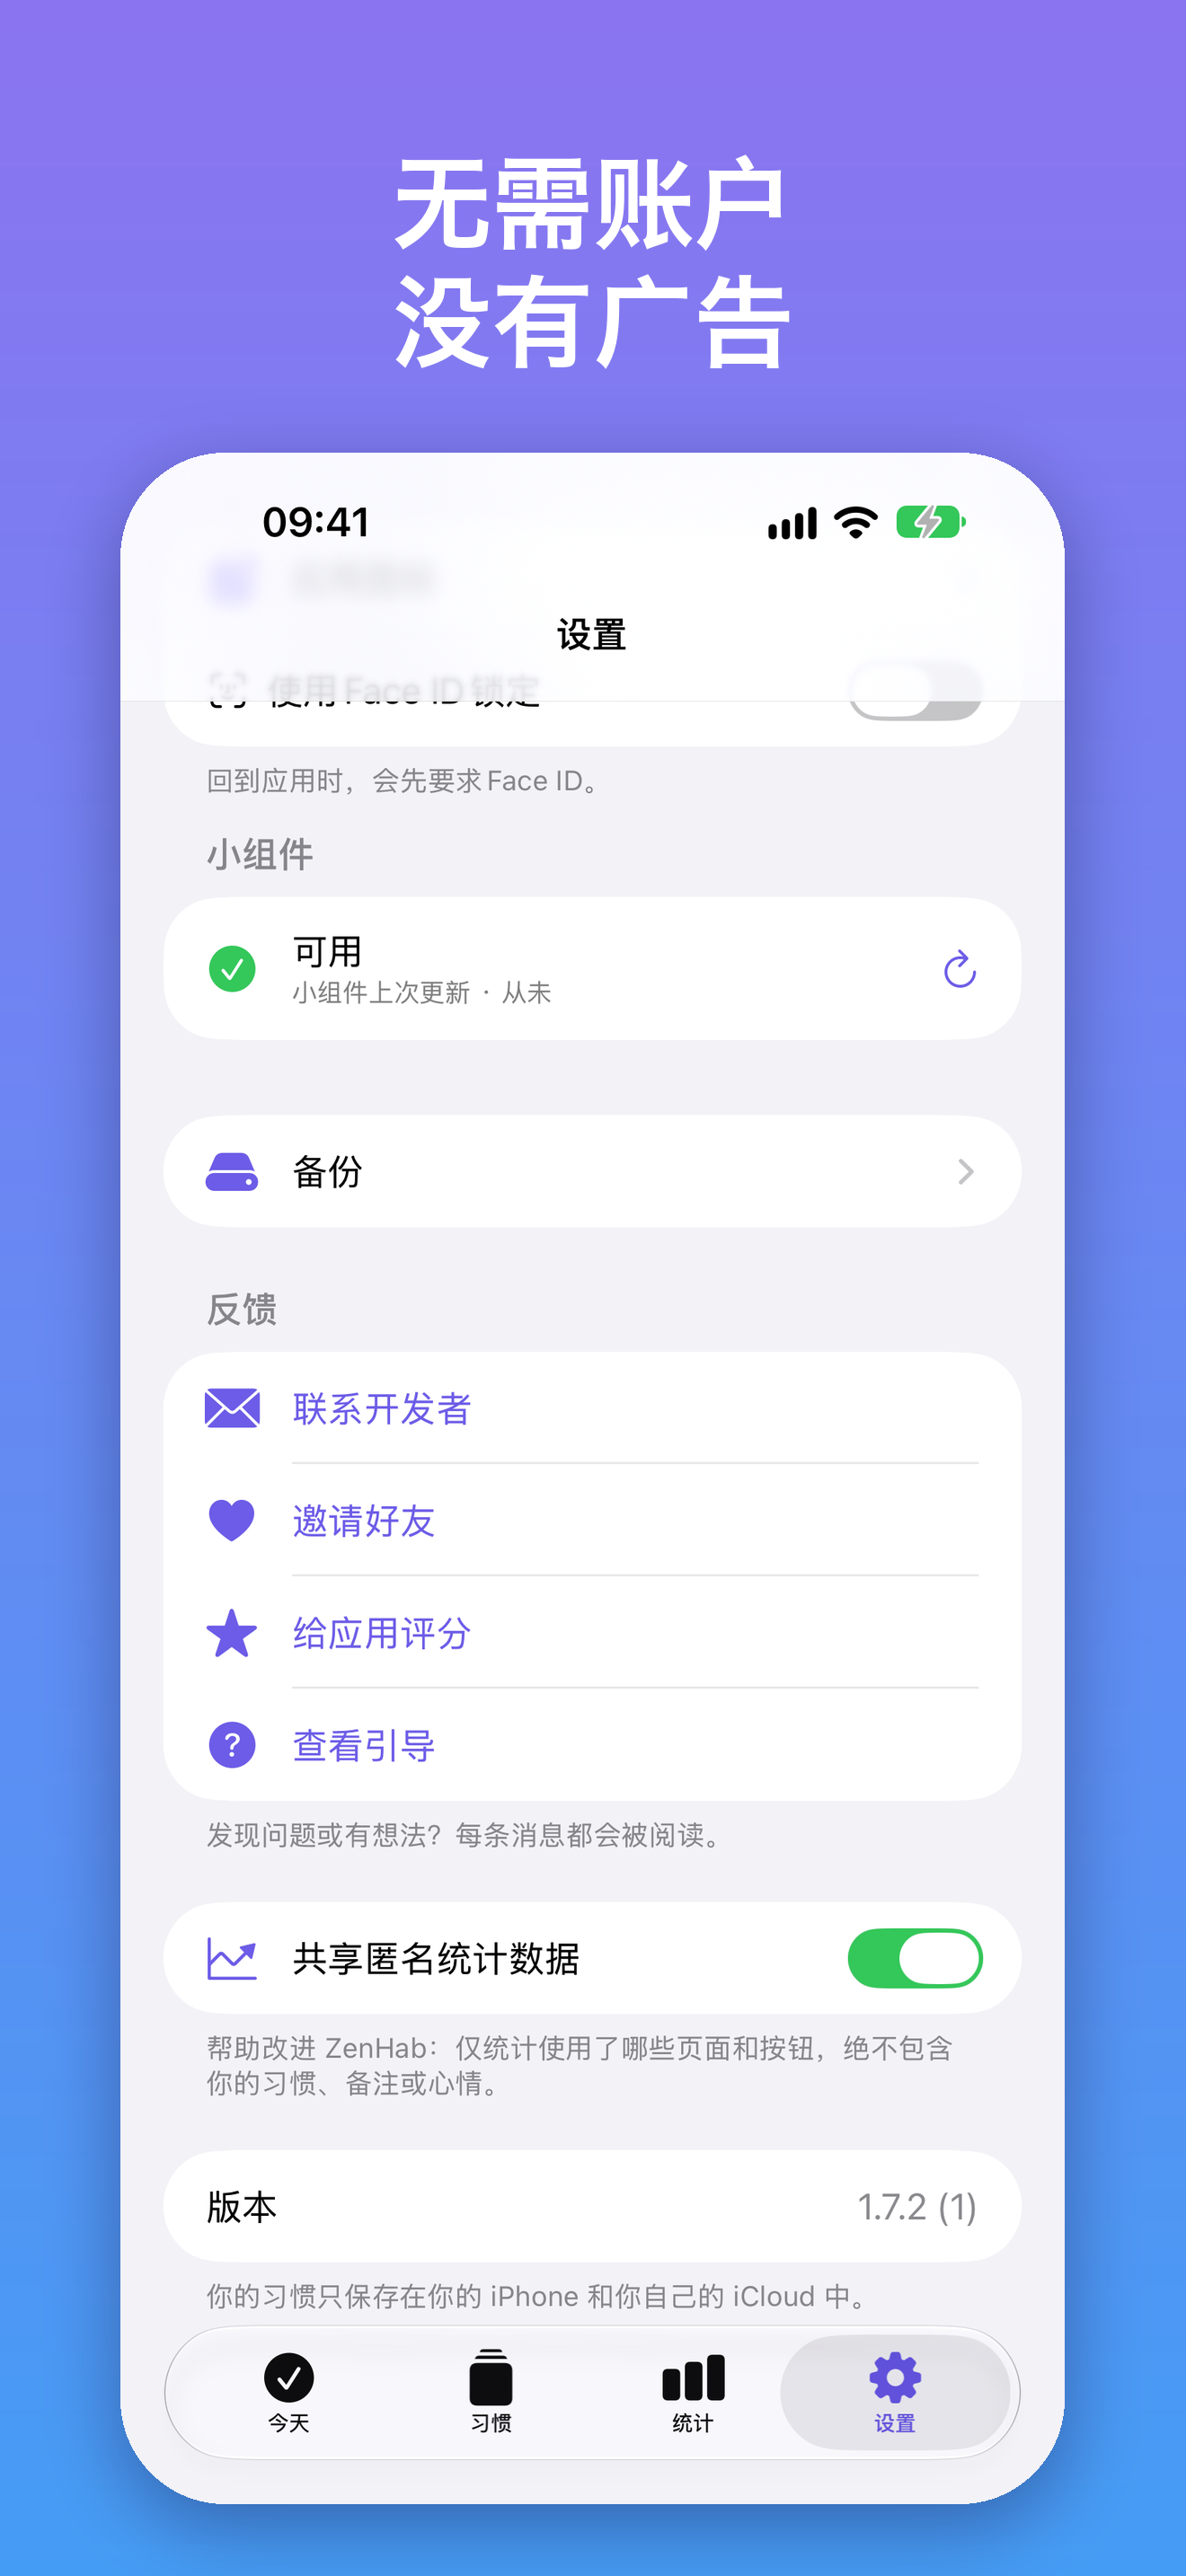 无需账户
没有广告
09:41
设置
使用 Face ID 锁定
回到应用时，会先要求 Face ID。
小组件
可用
小组件上次更新 · 从未
备份
反馈
联系开发者
邀请好友
给应用评分
查看引导
发现问题或有想法？每条消息都会被阅读。
共享匿名统计数据
帮助改进 ZenHab：仅统计使用了哪些页面和按钮，绝不包含
你的习惯、备注或心情。
版本
1.7.2 (1)
你的习惯只保存在你的 iPhone 和你自己的 iCloud 中。
今天
习惯
统计
设置